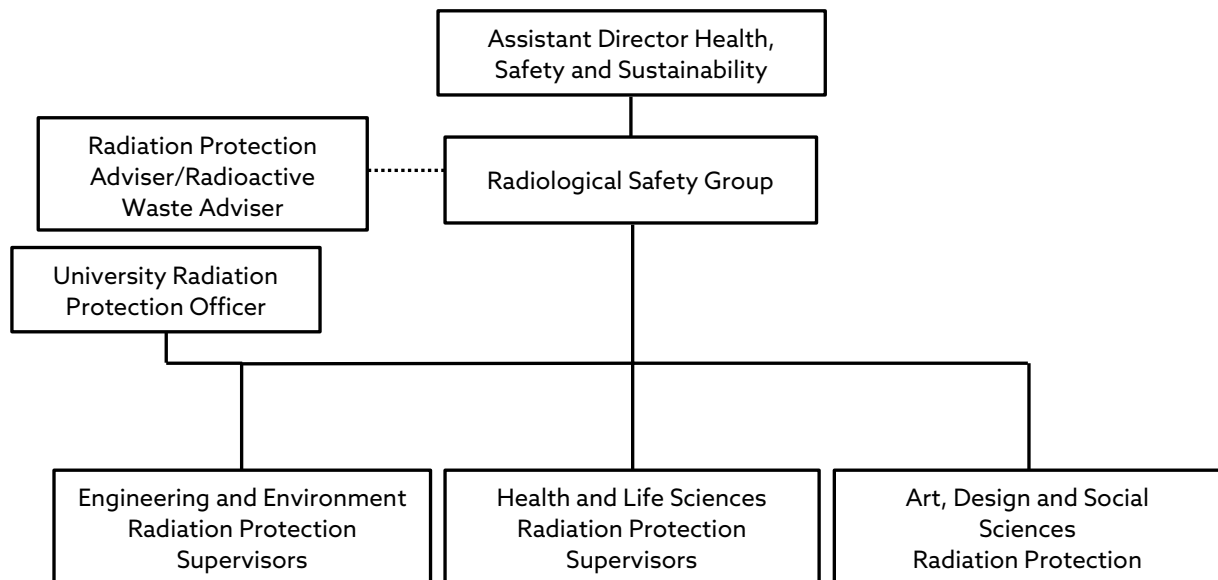 Assistant Director Health,
Safety and Sustainability
Radiation Protection
Adviser/Radioactive
Waste Adviser
Radiological Safety Group
University Radiation
Protection Officer
Engineering and Environment
Radiation Protection
Supervisors
Health and Life Sciences
Radiation Protection
Supervisors
Art, Design and Social
Sciences
Radiation Protection